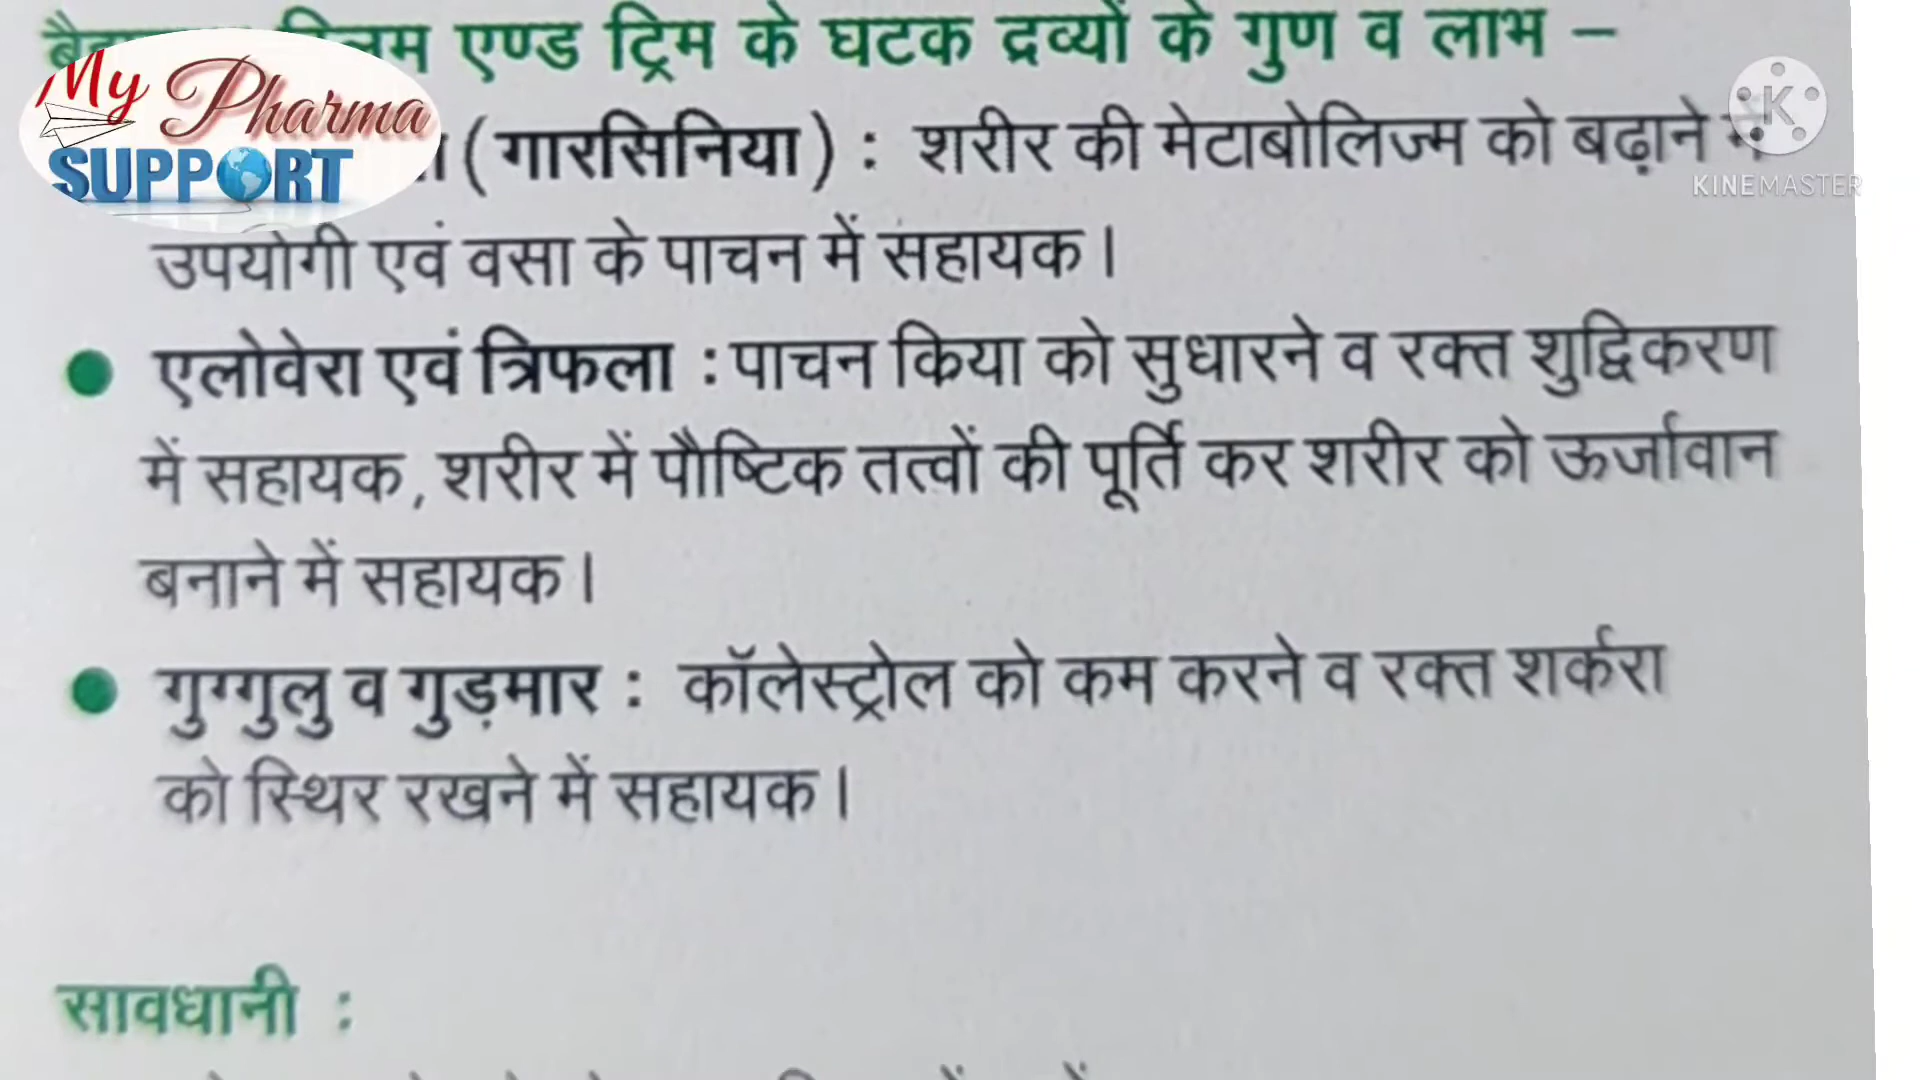 एण्ड ट्रिम के घटक द्रव्यों के गुण व लाभ –
My Pharma
SUPPORT
(गारसिनिया) : शरीर की मेटाबोलिज्म को बढ़ाने में
K
KINEMASTER
उपयोगी एवं वसा के पाचन में सहायक।
● एलोवेरा एवं त्रिफला : पाचन किया को सुधारने व रक्त शुद्विकरण
में सहायक, शरीर में पौष्टिक तत्वों की पूर्ति कर शरीर को ऊर्जावान
बनाने में सहायक।
● गुग्गुलु व गुड़मार : कॉलेस्ट्रोल को कम करने व रक्त शर्करा
को स्थिर रखने में सहायक।
सावधानी :